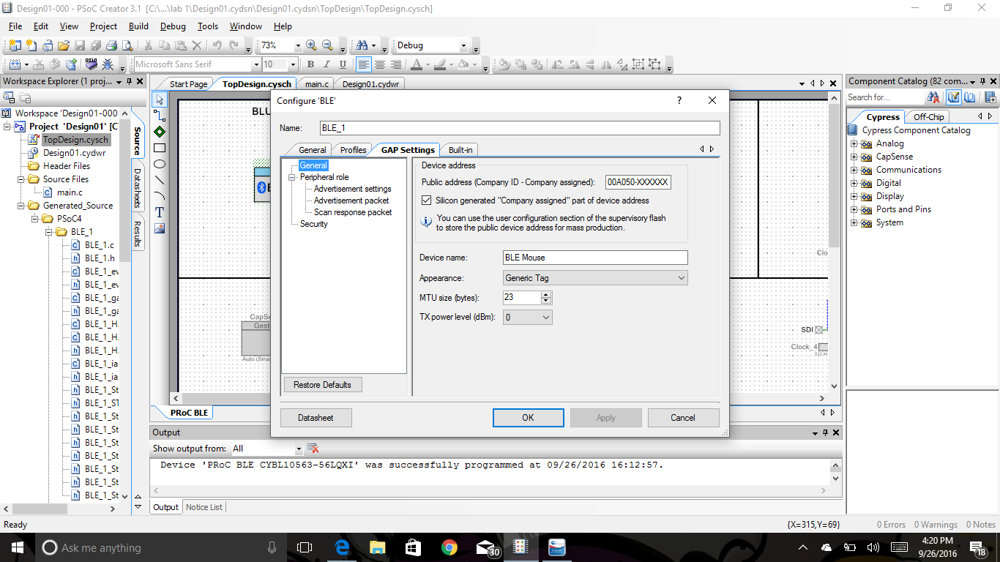 Design01-000 - PSoC Creator 3.1 [C:\...\lab 1\Design01.cydsn\Design01.cydsn\TopDesign\TopDesign.cysch]
File Edit View Project Build Debug Tools Window Help
73% Debug
Microsoft Sans Serif 10 B I U A
Workspace Explorer (1 proj...
Workspace 'Design01-000
Project 'Design01' [C
TopDesign.cysch
Design01.cydwr
Header Files
Source Files
main.c
Generated_Source
PSoC4
BLE_1
BLE_1.c
BLE_1.h
BLE_1_ev
BLE_1_ev
BLE_1_ga
BLE_1_ga
BLE_1_H
BLE_1_H
BLE_1_H
BLE_1_ia
BLE_1_ia
BLE_1_St
BLE_1_ST
BLE_1_St
BLE_1_St
BLE_1_St
BLE_1_St
BLE_1_St
BLE_1_St
BLE_1_St
Source
Datasheets
Results
Start Page TopDesign.cysch main.c Design01.cydwr
T
BLU
CapSe
Gest
Auto (Sma
Clo
SDI
Clock_4
PRoC BLE
Configure 'BLE' ?
Name: BLE_1
General Profiles GAP Settings Built-in
General
Peripheral role
Advertisement settings
Advertisement packet
Scan response packet
Security
Restore Defaults
Device address
Public address (Company ID - Company assigned): 00A050-XXXXXX
Silicon generated "Company assigned" part of device address
You can use the user configuration section of the supervisory flash
to store the public device address for mass production.
Device name: BLE Mouse
Appearance: Generic Tag
MTU size (bytes): 23
TX power level (dBm): 0
Datasheet OK Apply Cancel
Component Catalog (82 com...
Search for...
Cypress Off-Chip
Cypress Component Catalog
Analog
CapSense
Communications
Digital
Display
Ports and Pins
System
Output
Show output from: All
Device 'PRoC BLE CYBL10563-56LQXI' was successfully programmed at 09/26/2016 16:12:57.
Output Notice List
Ready {X=315,Y=69} 0 Errors 0 Warnings 0 Notes
Ask me anything 30 4:20 PM
9/26/2016 18